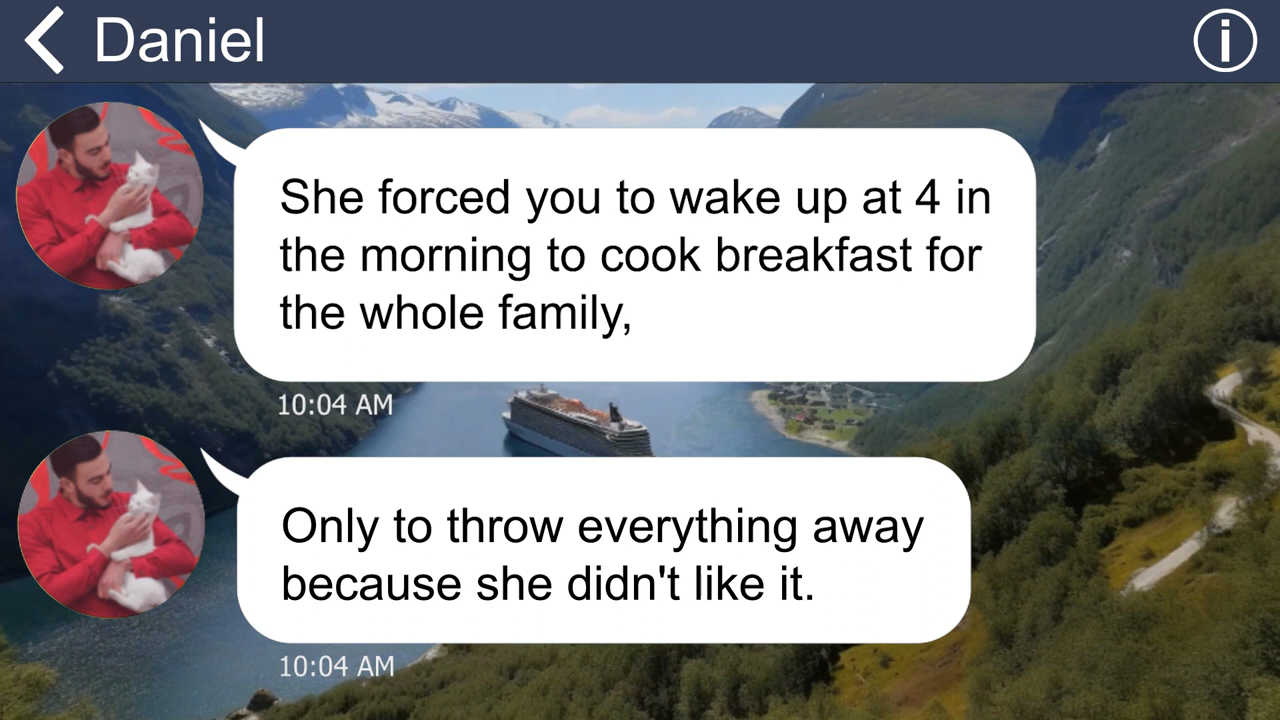 Daniel
She forced you to wake up at 4 in
the morning to cook breakfast for
the whole family,
10:04 AM
Only to throw everything away
because she didn't like it.
10:04 AM